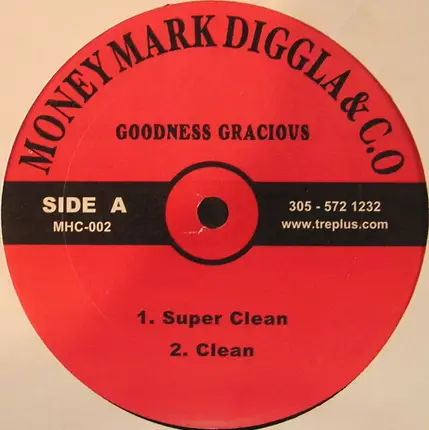 MONEY MARK DIGGLA & C.O
GOODNESS GRACIOUS
SIDE A
MHC-002
305 - 572 1232
www.treplus.com
1. Super Clean
2. Clean